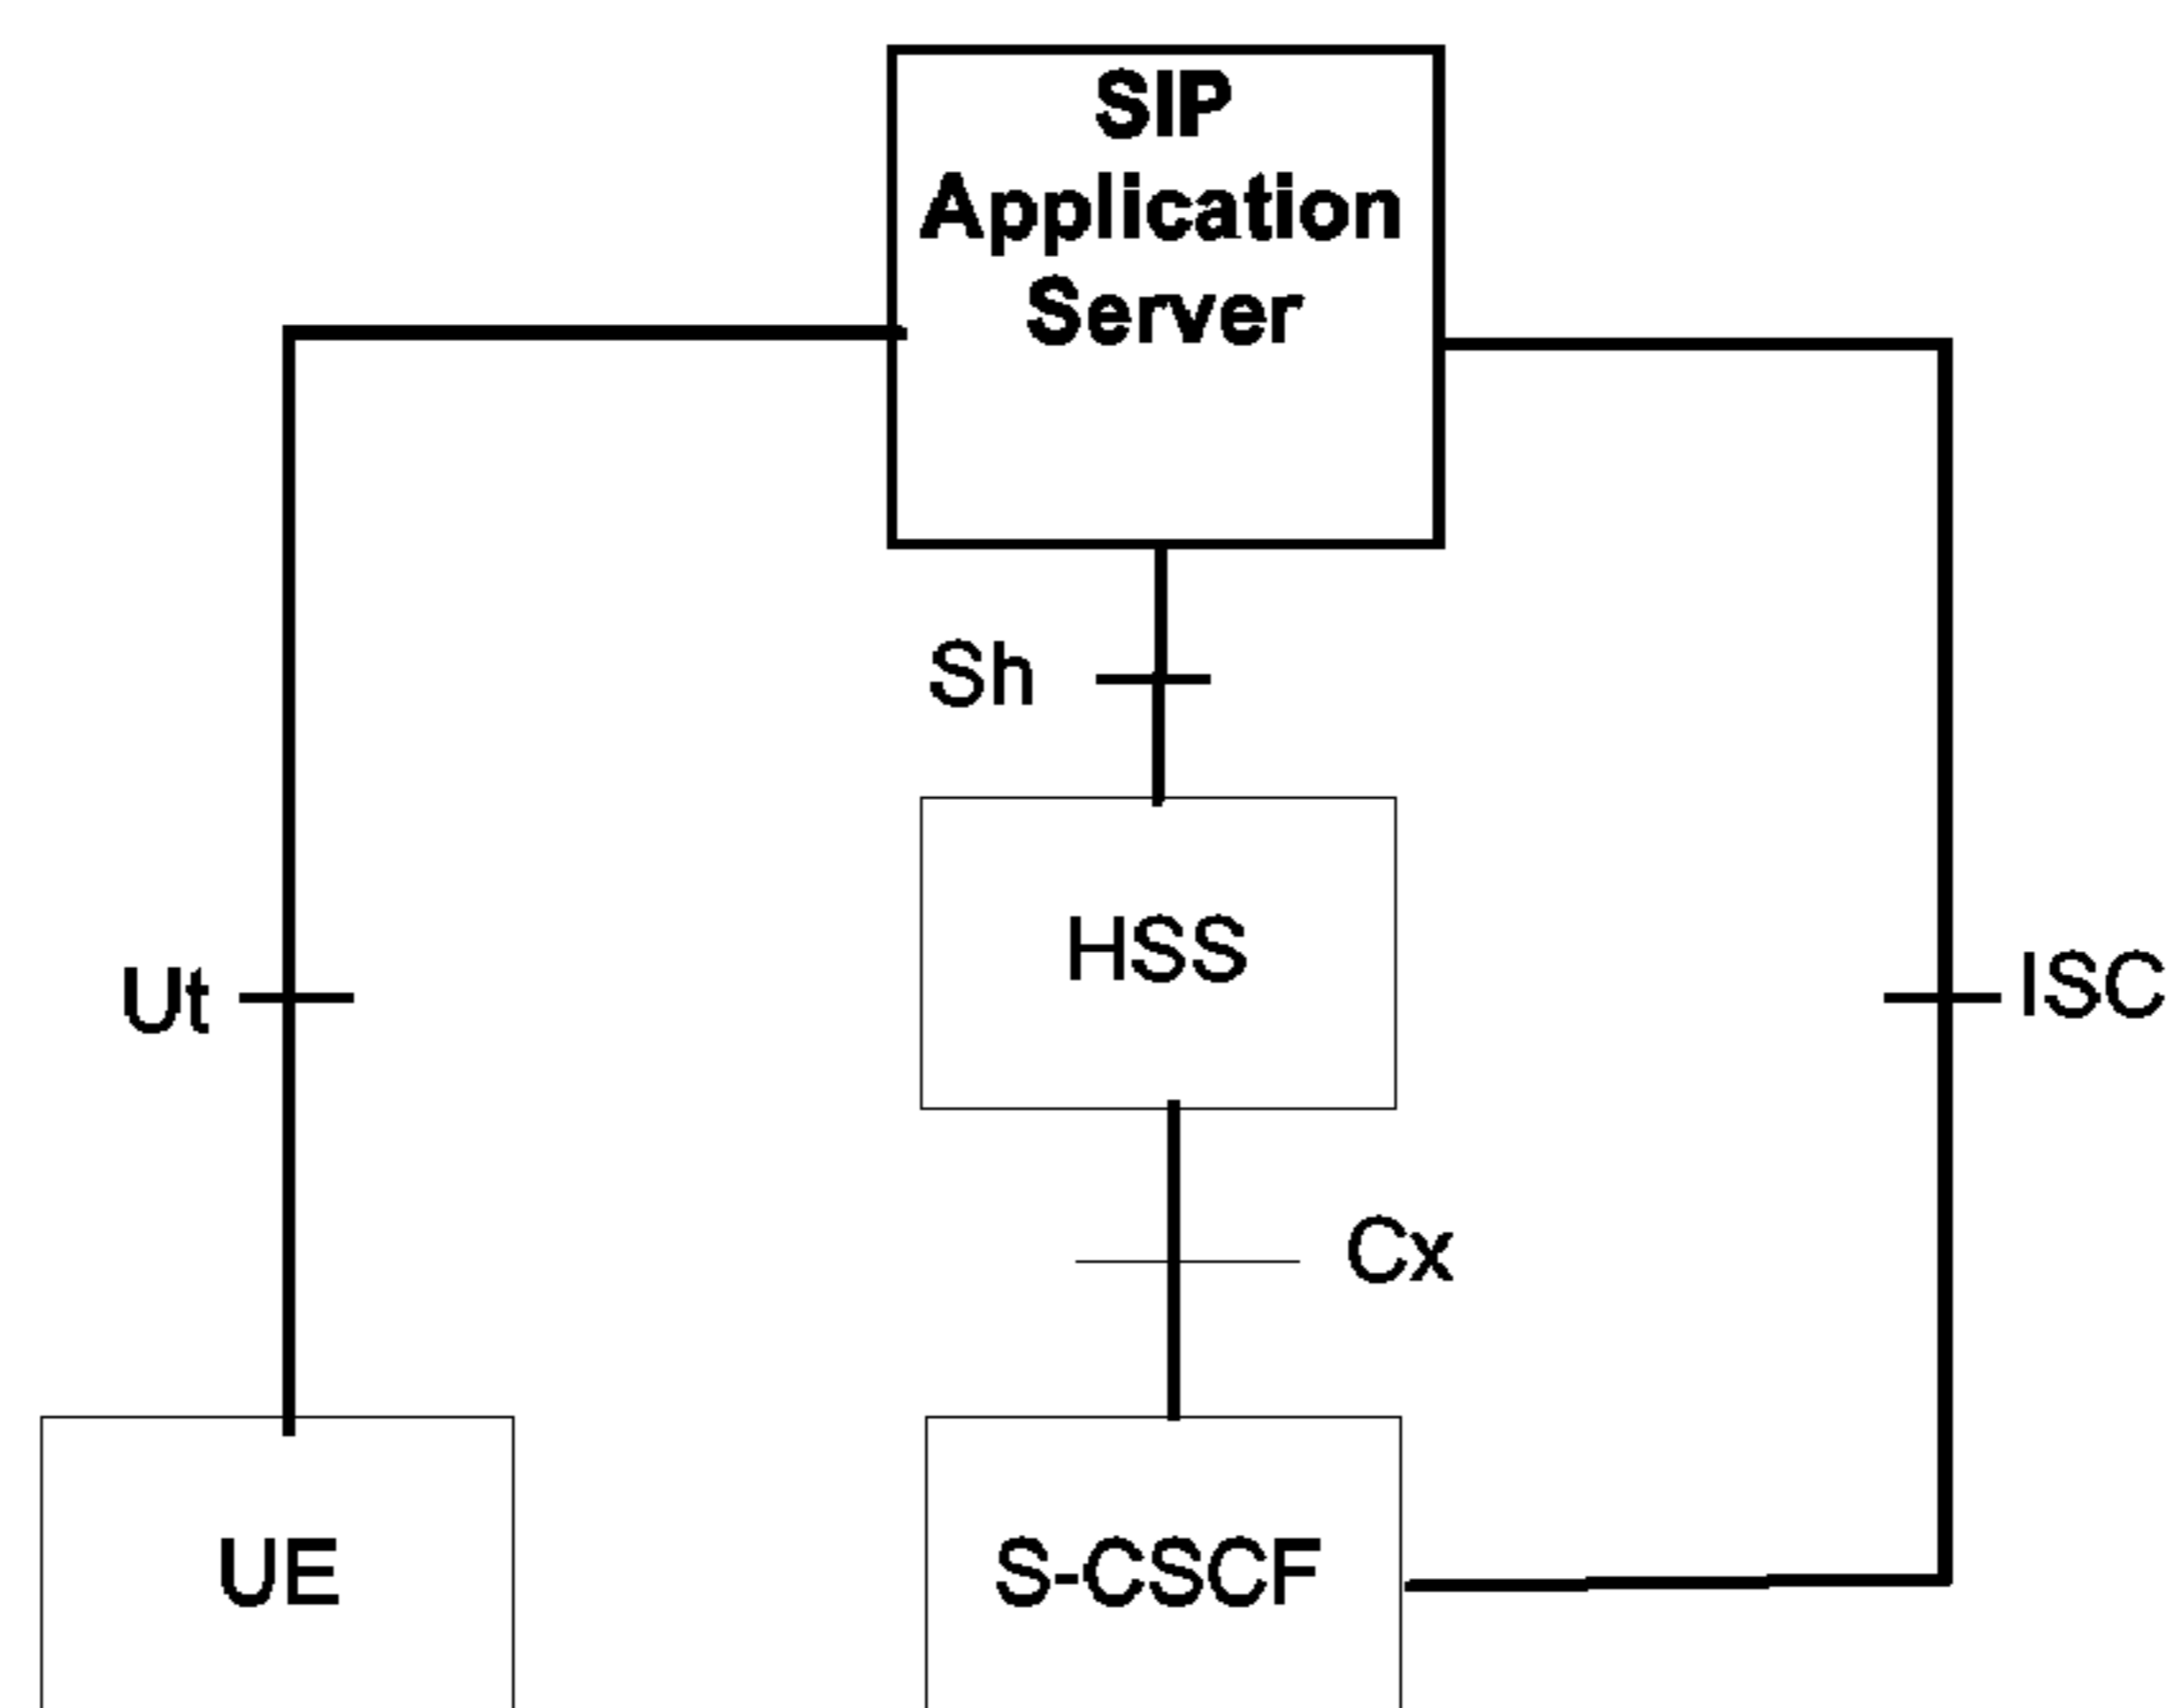 SIP
Application
Server
Sh
HSS
Ut
ISC
Cx
UE
S-CSCF